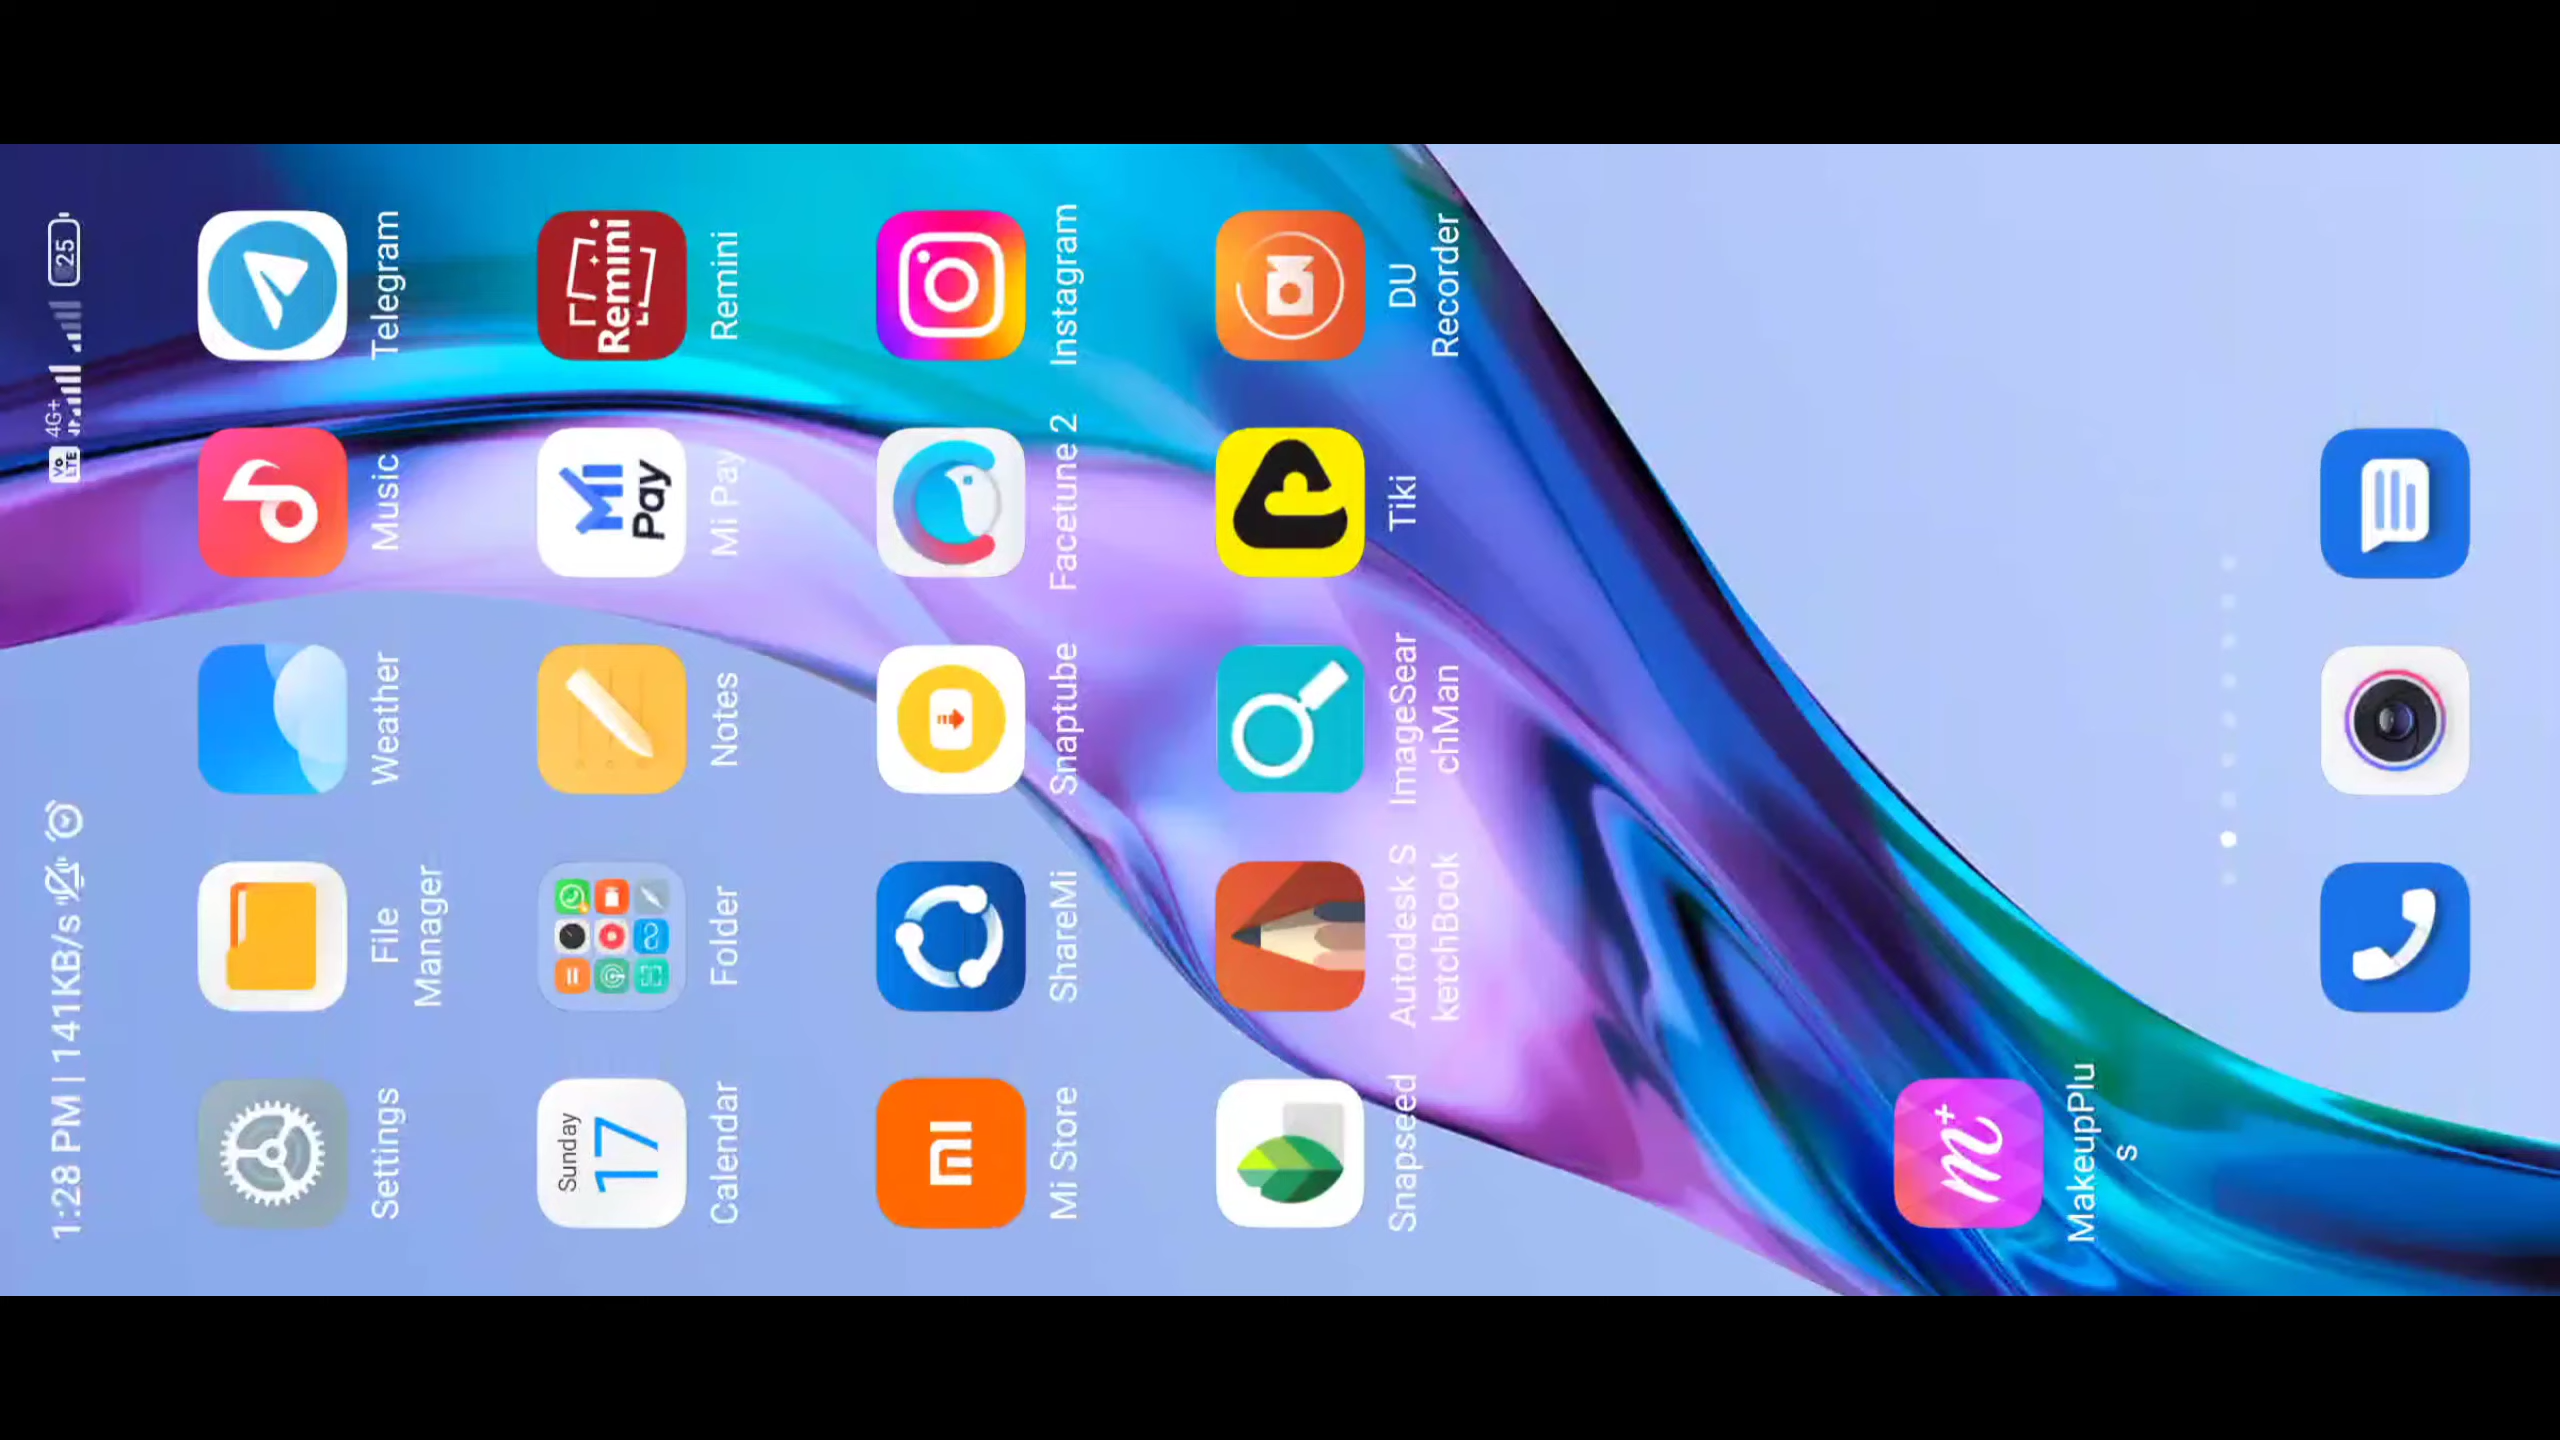 1:28 PM | 141KB/s
Vo LTE 4G+ 25
Settings
File
Manager
Weather
Music
Telegram
Sunday
17
Calendar
Folder
Notes
Mi Pay
Pay
Remini
Remini
Mi Store
ShareMi
Snaptube
Facetune 2
Instagram
Snapseed
Autodesk S
ketchBook
ImageSear
chMan
Tiki
DU
Recorder
m+
MakeupPlu
s